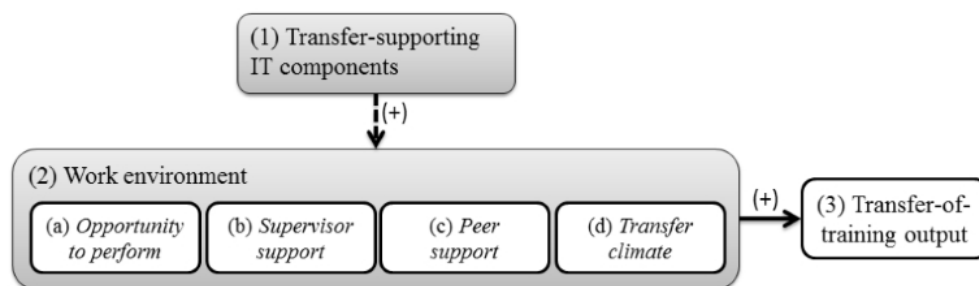 (1) Transfer-supporting
IT components
(+)
(2) Work environment
(a) Opportunity
to perform
(b) Supervisor
support
(c) Peer
support
(d) Transfer
climate
(+)
(3) Transfer-of-
training output